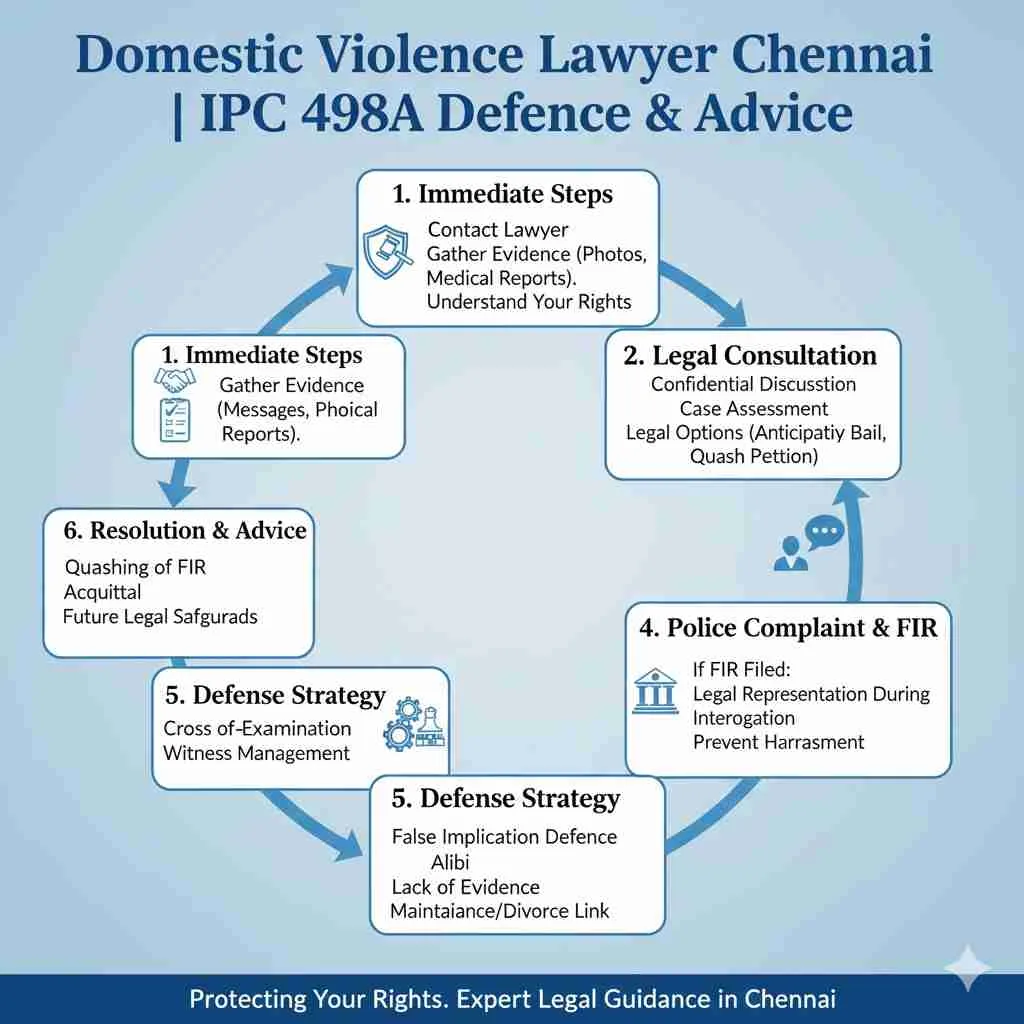 Domestic Violence Lawyer Chennai
| IPC 498A Defence & Advice
1. Immediate Steps
Contact Lawyer
Gather Evidence (Photos,
Medical Reports).
Understand Your Rights
1. Immediate Steps
Gather Evidence
(Messages, Phoical
Reports).
2. Legal Consultation
Confidential Discusstion
Case Assessment
Legal Options (Anticipatiy Bail,
Quash Pettion)
6. Resolution & Advice
Quashing of FIR
Acquittal
Future Legal Safgurads
4. Police Complaint & FIR
If FIR Filed:
Legal Representation During
Interogation
Prevent Harrasment
5. Defense Strategy
Cross of-Examination
Witness Management
5. Defense Strategy
False Implication Defence
Alibi
Lack of Evidence
Maintaiance/Divorce Link
Protecting Your Rights. Expert Legal Guidance in Chennai